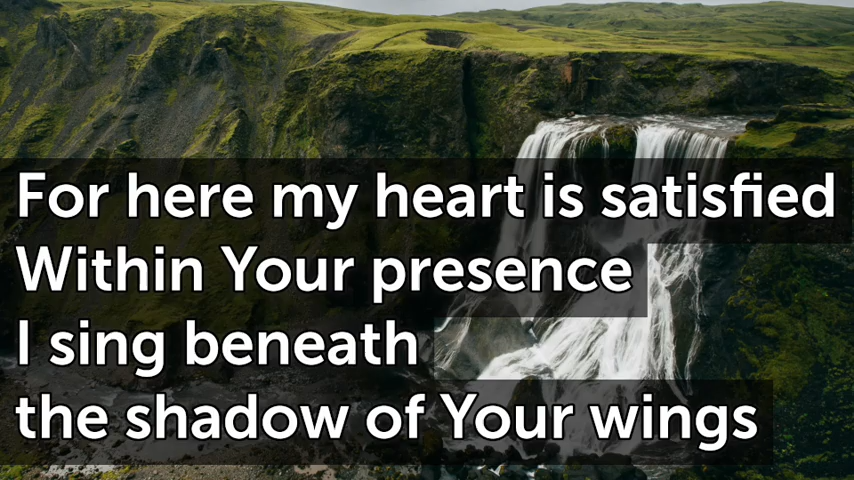 For here my heart is satisfied
Within Your presence
I sing beneath
the shadow of Your wings